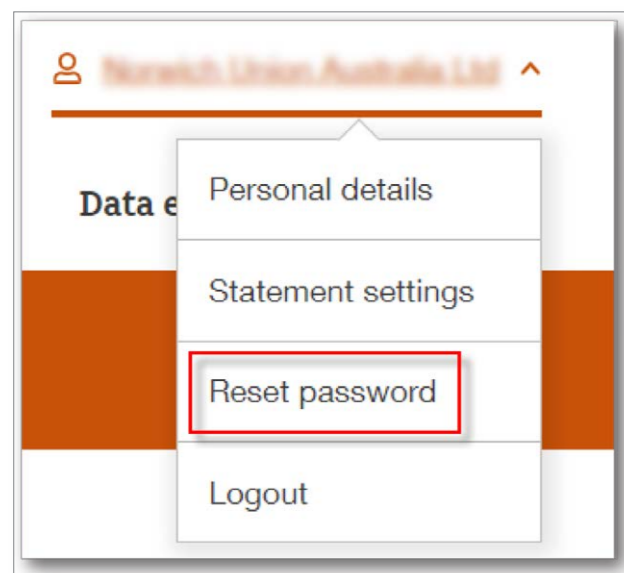 Personal details
Data e
Statement settings
Reset password
Logout